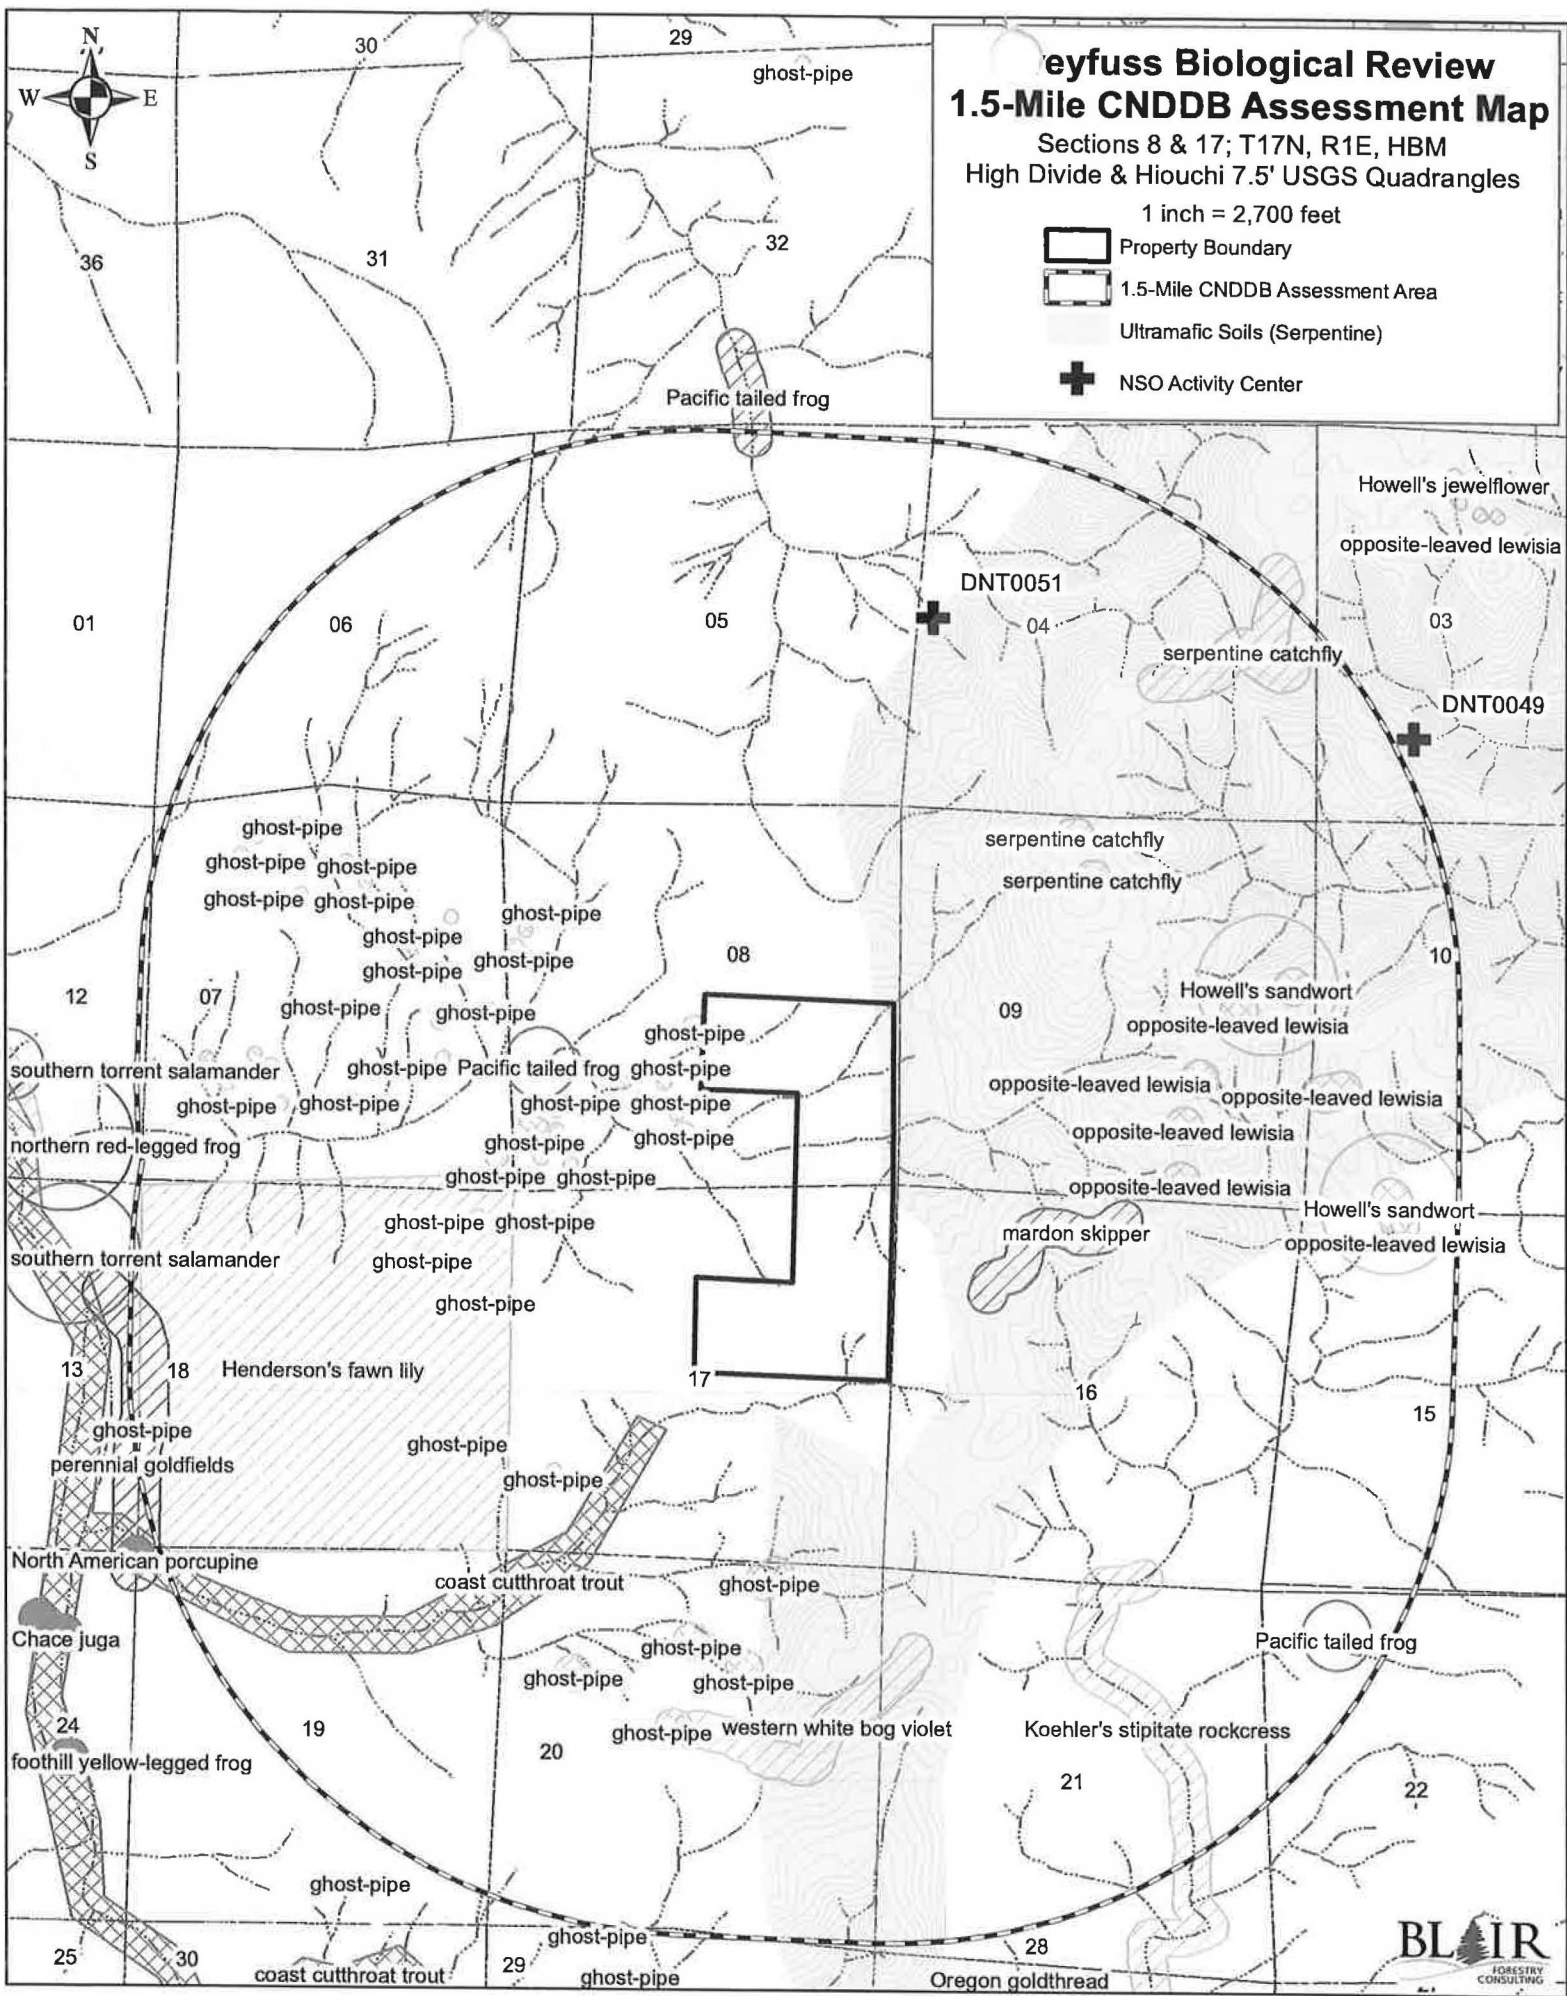 N
W E
S
30
29
ghost-pipe
eyfuss Biological Review
1.5-Mile CNDDB Assessment Map
Sections 8 & 17; T17N, R1E, HBM
High Divide & Hiouchi 7.5' USGS Quadrangles
1 inch = 2,700 feet
Property Boundary
1.5-Mile CNDDB Assessment Area
Ultramafic Soils (Serpentine)
NSO Activity Center
36
31
32
Pacific tailed frog
Howell's jewelflower
opposite-leaved lewisia
DNT0051
01
06
05
04
03
serpentine catchfly
DNT0049
ghost-pipe
serpentine catchfly
ghost-pipe ghost-pipe
serpentine catchfly
ghost-pipe ghost-pipe
ghost-pipe
ghost-pipe
08
10
ghost-pipe
ghost-pipe
12
07
ghost-pipe
ghost-pipe
09
Howell's sandwort
opposite-leaved lewisia
ghost-pipe
southern torrent salamander
ghost-pipe Pacific tailed frog ghost-pipe
opposite-leaved lewisia
opposite-leaved lewisia
ghost-pipe ghost-pipe
ghost-pipe ghost-pipe
northern red-legged frog
ghost-pipe
ghost-pipe
opposite-leaved lewisia
ghost-pipe ghost-pipe
opposite-leaved lewisia
ghost-pipe ghost-pipe
mardon skipper
Howell's sandwort
opposite-leaved lewisia
southern torrent salamander
ghost-pipe
ghost-pipe
13
18
Henderson's fawn lily
17
16
15
ghost-pipe
ghost-pipe
perennial goldfields
ghost-pipe
North American porcupine
coast cutthroat trout
ghost-pipe
Chace juga
ghost-pipe
Pacific tailed frog
ghost-pipe
ghost-pipe
24
19
20
ghost-pipe
western white bog violet
Koehler's stipitate rockcress
foothill yellow-legged frog
21
22
ghost-pipe
ghost-pipe
25
30
coast cutthroat trout
29
ghost-pipe
28
Oregon goldthread
BLAIR
FORESTRY
CONSULTING